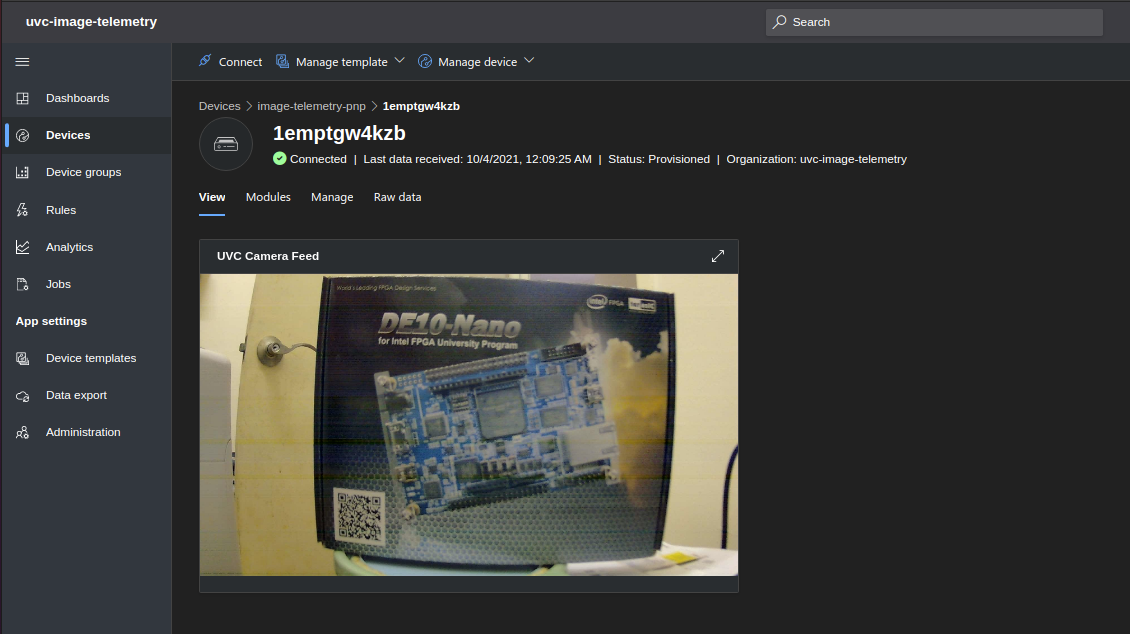 uvc-image-telemetry
Search
Connect
Manage template
Manage device
Dashboards
Devices
Device groups
Rules
Analytics
Jobs
App settings
Device templates
Data export
Administration
Devices > image-telemetry-pnp > 1emptgw4kzb
1emptgw4kzb
Connected | Last data received: 10/4/2021, 12:09:25 AM | Status: Provisioned | Organization: uvc-image-telemetry
View
Modules
Manage
Raw data
UVC Camera Feed
World's Leading FPGA Design Services
intel FPGA
DE10-Nano
for Intel FPGA University Program